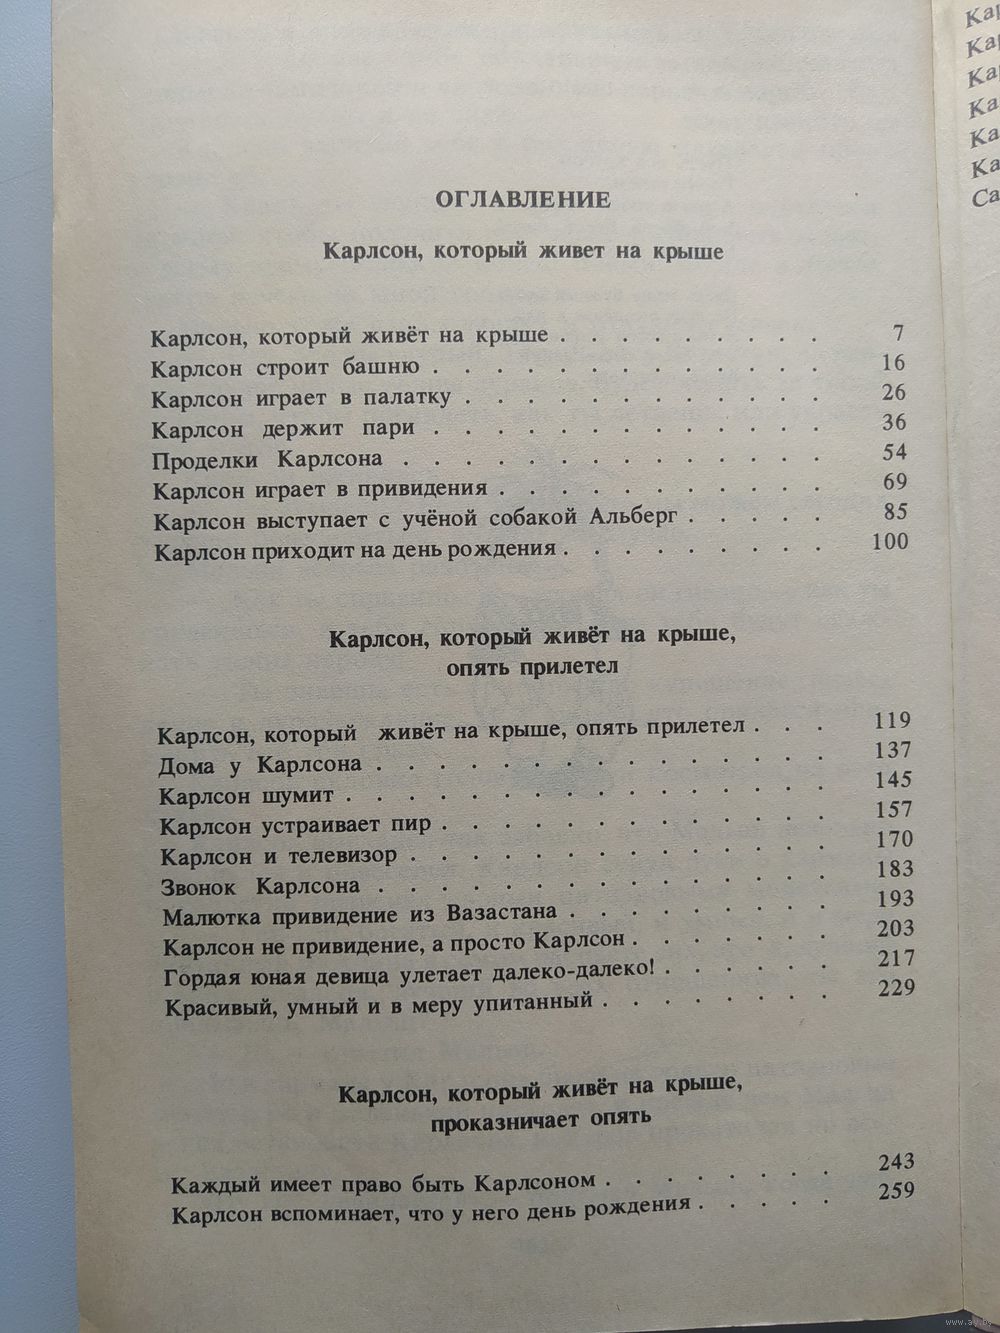 ОГЛАВЛЕНИЕ
Карлсон, который живет на крыше
Карлсон, который живёт на крыше . . . . . . . . . 7
Карлсон строит башню . . . . . . . . . . . . . 16
Карлсон играет в палатку . . . . . . . . . . . . 26
Карлсон держит пари . . . . . . . . . . . . . 36
Проделки Карлсона . . . . . . . . . . . . . . 54
Карлсон играет в привидения . . . . . . . . . . . 69
Карлсон выступает с учёной собакой Альберг . . . . . 85
Карлсон приходит на день рождения . . . . . . . . . 100
Карлсон, который живёт на крыше,
опять прилетел
Карлсон, который живёт на крыше, опять прилетел . . . 119
Дома у Карлсона . . . . . . . . . . . . . . . 137
Карлсон шумит . . . . . . . . . . . . . . . . 145
Карлсон устраивает пир . . . . . . . . . . . . . 157
Карлсон и телевизор . . . . . . . . . . . . . . 170
Звонок Карлсона . . . . . . . . . . . . . . . 183
Малютка привидение из Вазастана . . . . . . . . . 193
Карлсон не привидение, а просто Карлсон . . . . . . . 203
Гордая юная девица улетает далеко-далеко! . . . . . . 217
Красивый, умный и в меру упитанный . . . . . . . . 229
Карлсон, который живёт на крыше,
проказничает опять
Каждый имеет право быть Карлсоном . . . . . . . . 243
Карлсон вспоминает, что у него день рождения . . . . . 259
www.ay.by